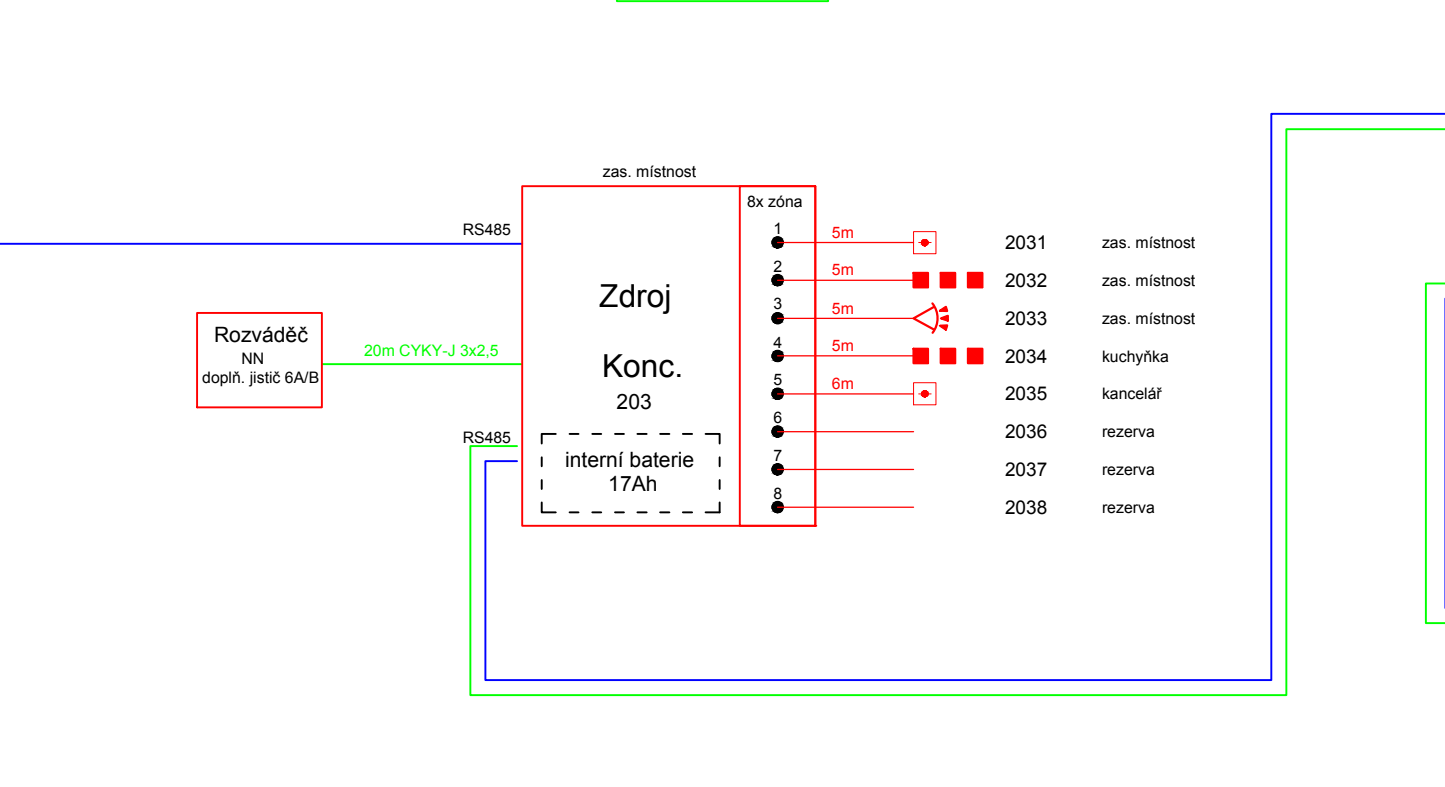 zas. místnost
8x zóna
RS485
Zdroj
Konc.
203
interní baterie
17Ah
RS485
Rozváděč
NN
doplň. jistič 6A/B
20m CYKY-J 3x2,5
1 5m 2031 zas. místnost
2 5m 2032 zas. místnost
3 5m 2033 zas. místnost
4 5m 2034 kuchyňka
5 6m 2035 kancelář
6 2036 rezerva
7 2037 rezerva
8 2038 rezerva